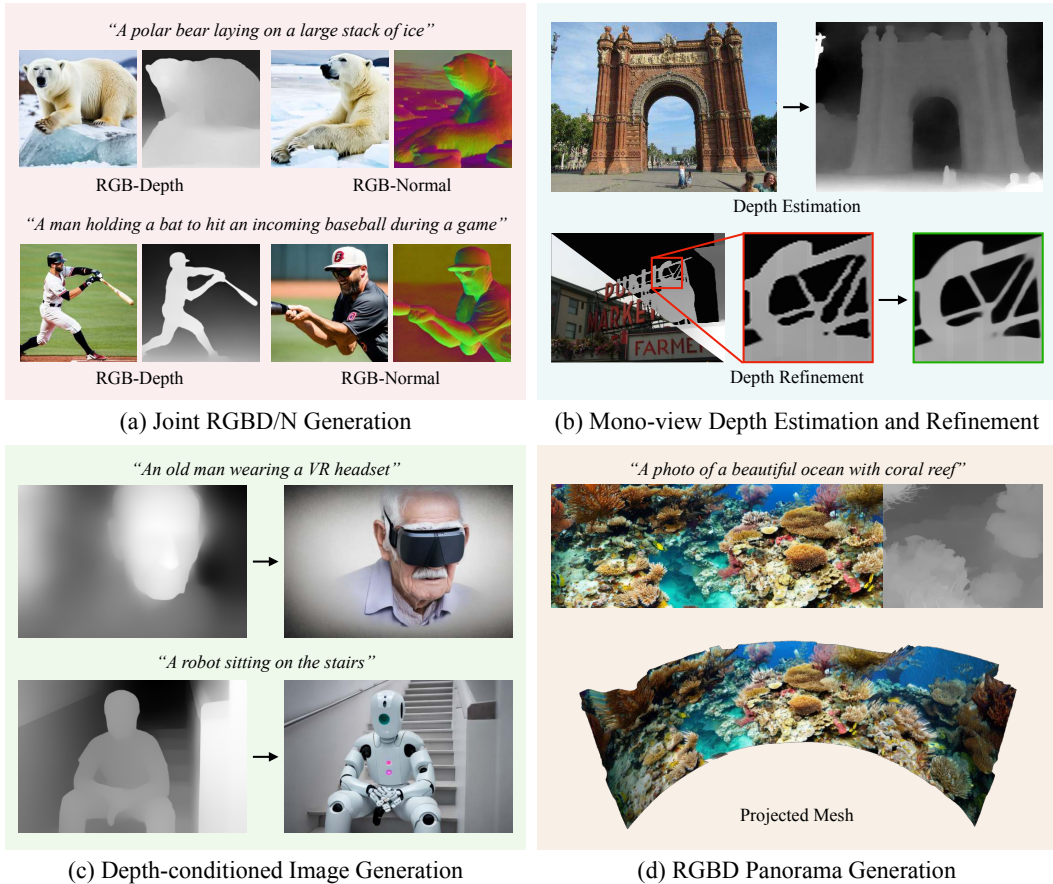 “A polar bear laying on a large stack of ice”
RGB-Depth
RGB-Normal
“A man holding a bat to hit an incoming baseball during a game”
RGB-Depth
RGB-Normal
(a) Joint RGBD/N Generation
Depth Estimation
PUBLIC
MARKET
FARMER
Depth Refinement
(b) Mono-view Depth Estimation and Refinement
“An old man wearing a VR headset”
“A robot sitting on the stairs”
(c) Depth-conditioned Image Generation
“A photo of a beautiful ocean with coral reef”
Projected Mesh
(d) RGBD Panorama Generation